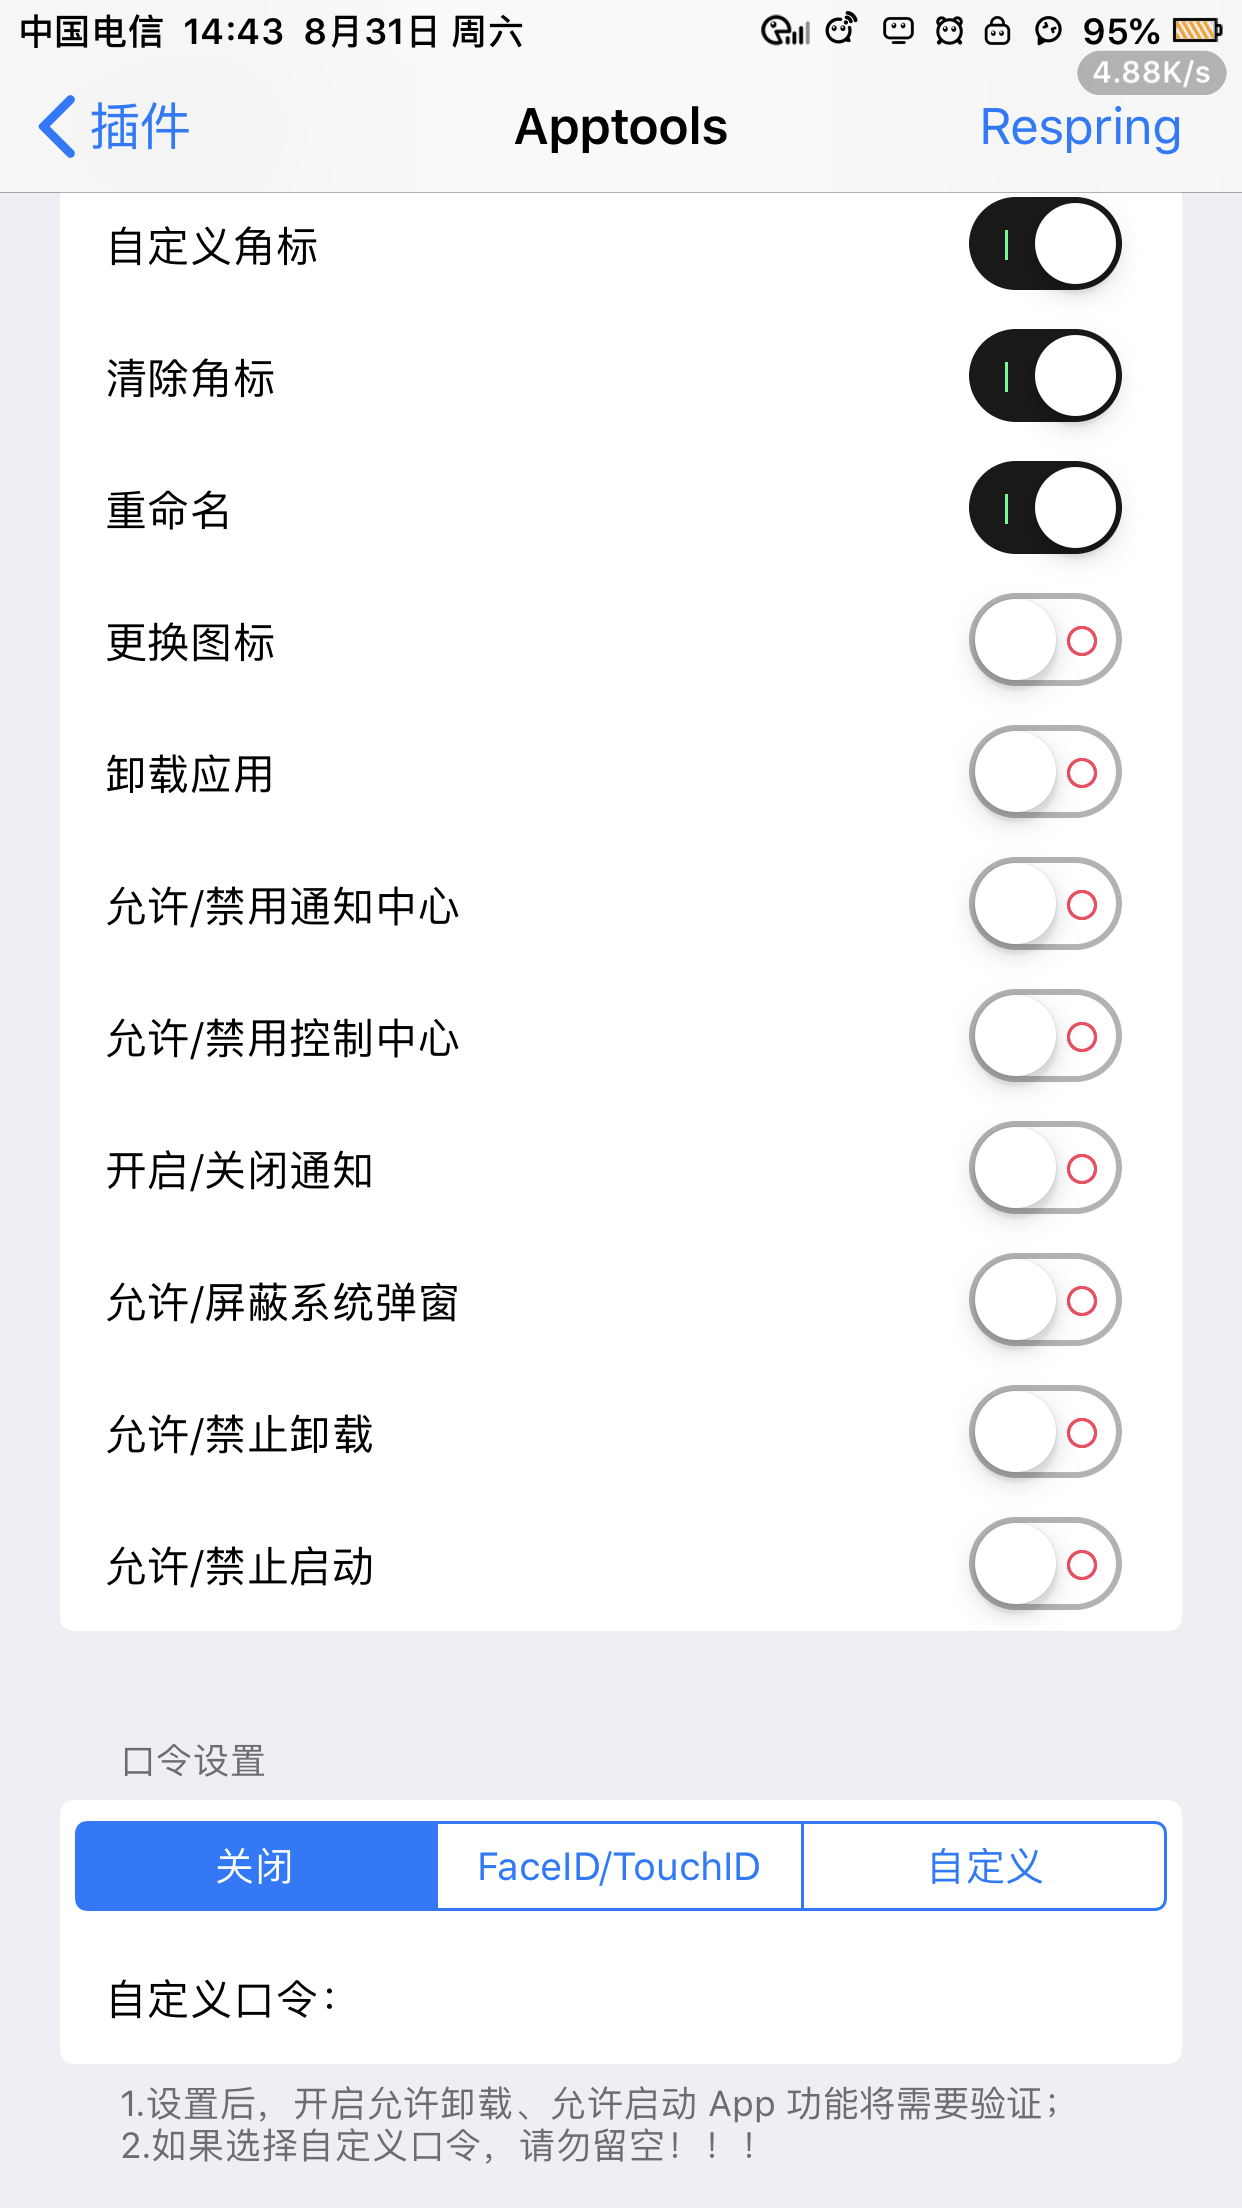 中国电信 14:43 8月31日 周六 95%
4.88K/s
插件 Apptools Respring
自定义角标
清除角标
重命名
更换图标
卸载应用
允许/禁用通知中心
允许/禁用控制中心
开启/关闭通知
允许/屏蔽系统弹窗
允许/禁止卸载
允许/禁止启动
口令设置
关闭 FaceID/TouchID 自定义
自定义口令：
1.设置后，开启允许卸载、允许启动 App 功能将需要验证；
2.如果选择自定义口令，请勿留空！！！